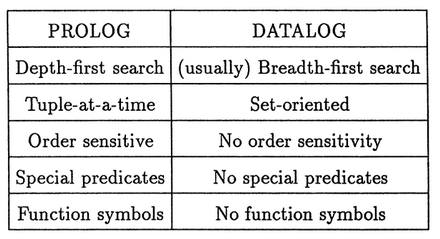 PROLOG DATALOG
Depth-first search (usually) Breadth-first search
Tuple-at-a-time Set-oriented
Order sensitive No order sensitivity
Special predicates No special predicates
Function symbols No function symbols